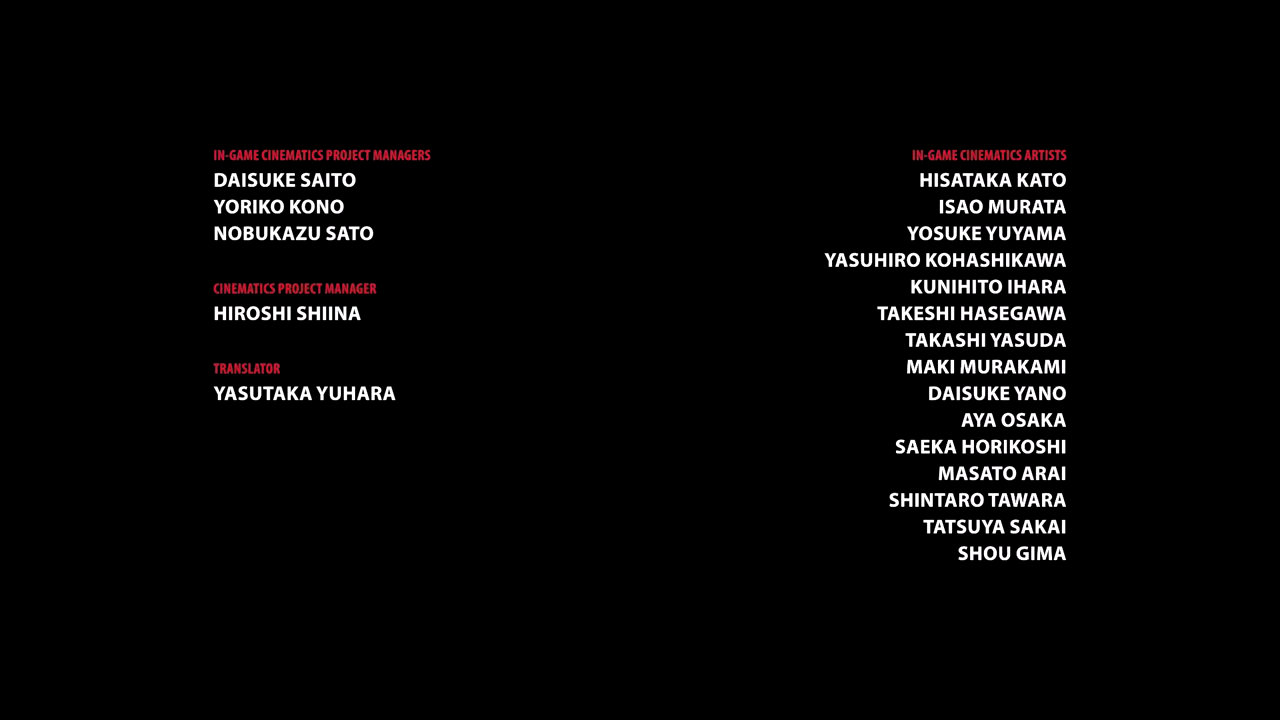 IN-GAME CINEMATICS PROJECT MANAGERS
DAISUKE SAITO
YORIKO KONO
NOBUKAZU SATO
CINEMATICS PROJECT MANAGER
HIROSHI SHIINA
TRANSLATOR
YASUTAKA YUHARA
IN-GAME CINEMATICS ARTISTS
HISATAKA KATO
ISAO MURATA
YOSUKE YUYAMA
YASUHIRO KOHASHIKAWA
KUNIHITO IHARA
TAKESHI HASEGAWA
TAKASHI YASUDA
MAKI MURAKAMI
DAISUKE YANO
AYA OSAKA
SAEKA HORIKOSHI
MASATO ARAI
SHINTARO TAWARA
TATSUYA SAKAI
SHOU GIMA